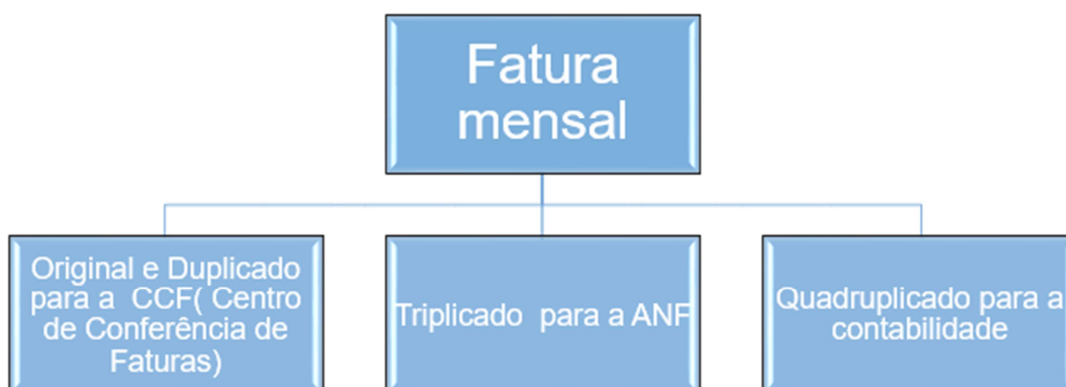 Fatura
mensal
Original e Duplicado
para a CCF( Centro
de Conferência de
Faturas)
Triplicado para a ANF
Quadruplicado para a
contabilidade